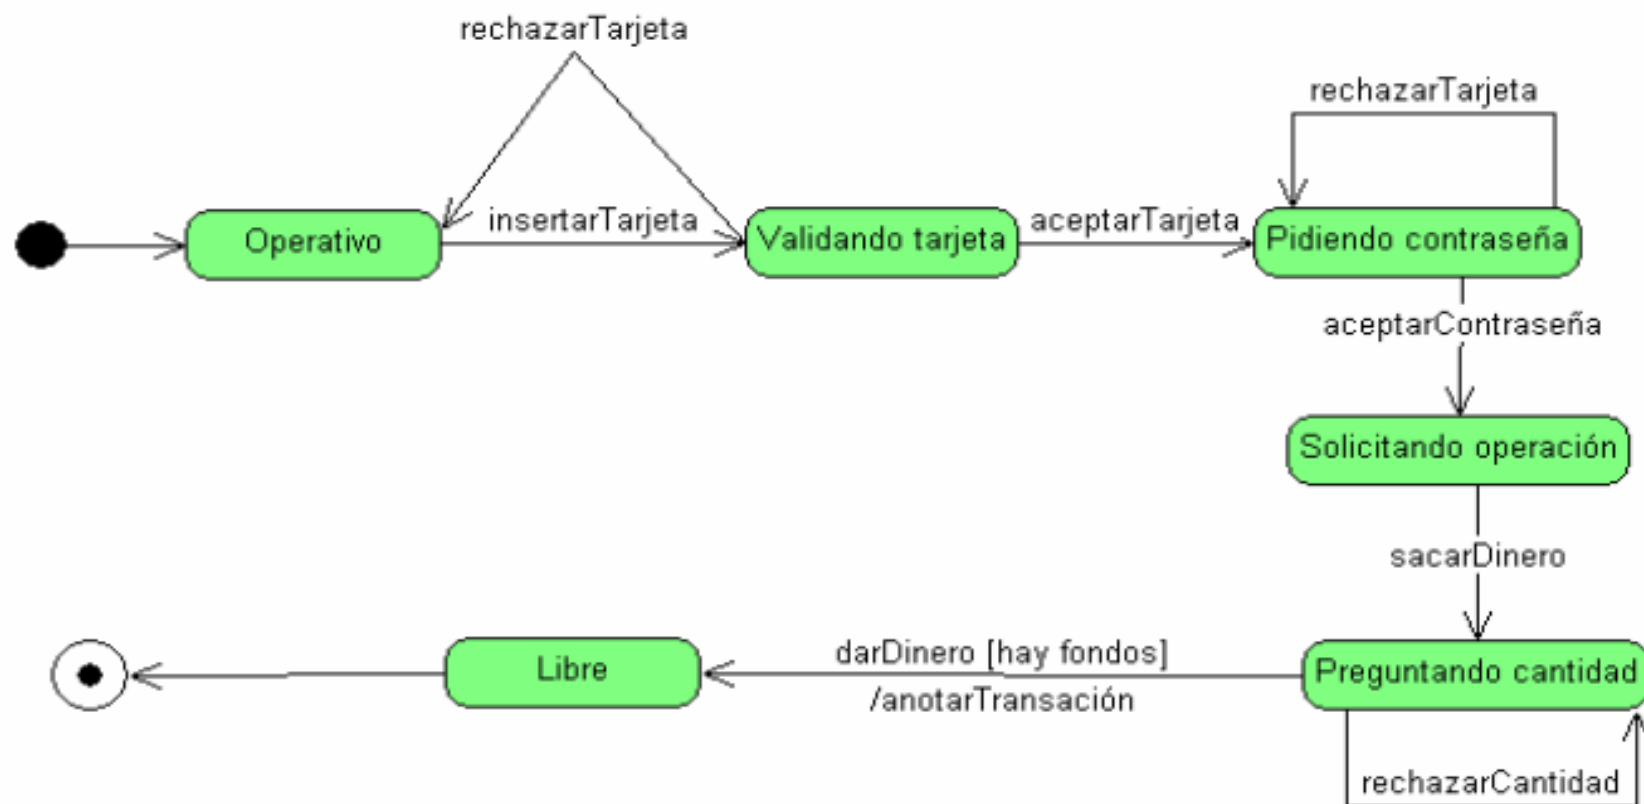 rechazarTarjeta
rechazarTarjeta
Operativo
insertarTarjeta
Validando tarjeta
aceptarTarjeta
Pidiendo contraseña
aceptarContraseña
Solicitando operación
sacarDinero
Libre
darDinero [hay fondos]
/anotarTransación
Preguntando cantidad
rechazarCantidad